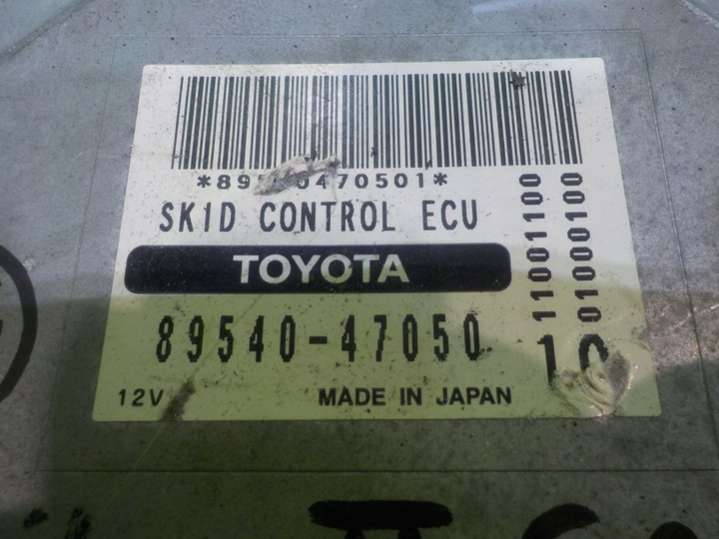 SKID CONTROL ECU
TOYOTA
89540-47050
12V MADE IN JAPAN
11001100
01000100